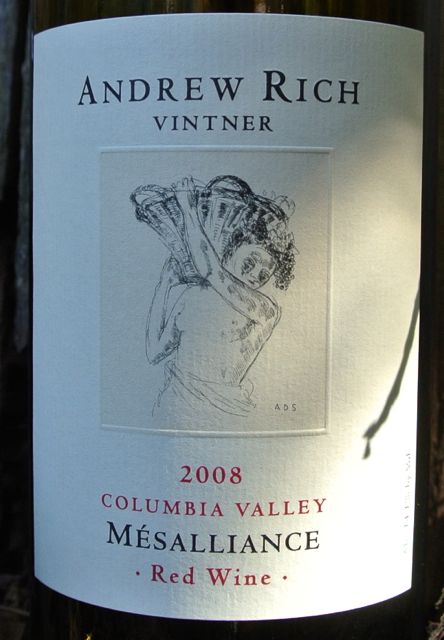 ANDREW RICH
VINTNER
ADS
2008
COLUMBIA VALLEY
MÉSALLIANCE
· Red Wine ·